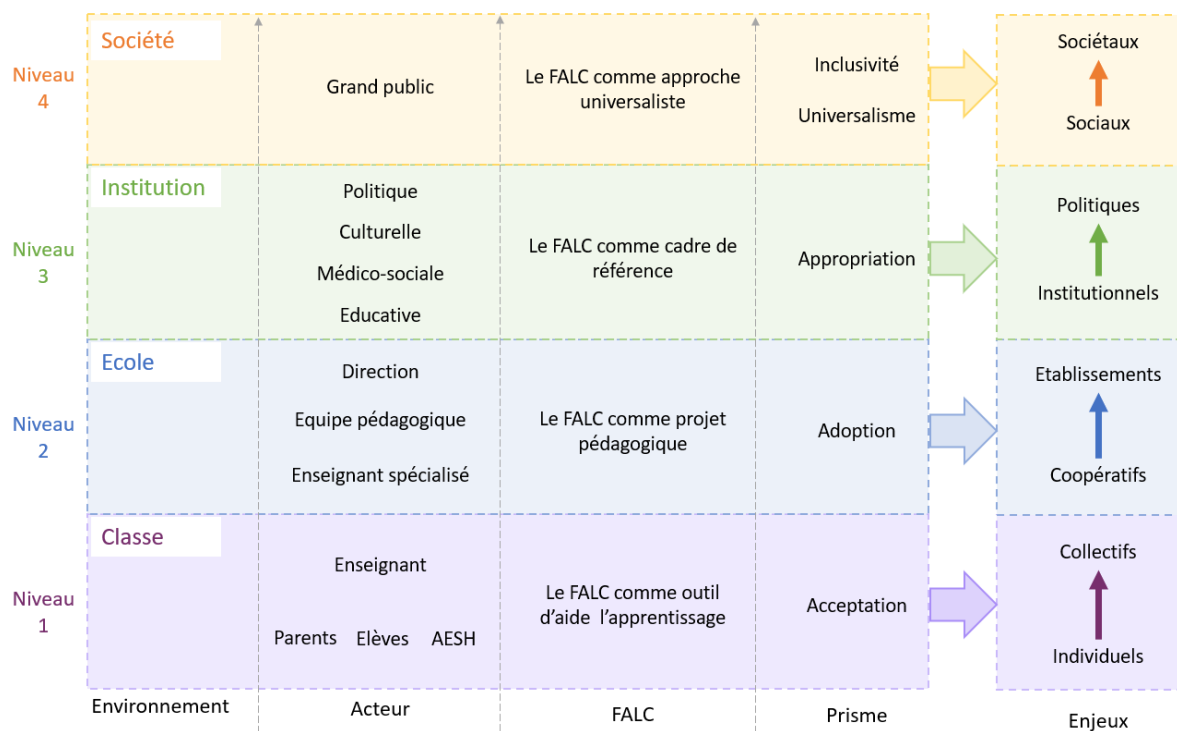 Société
Niveau
4
Grand public
Le FALC comme approche
universaliste
Inclusivité
Universalisme
Sociétaux
Sociaux
Institution
Niveau
3
Politique
Culturelle
Médico-sociale
Educative
Le FALC comme cadre de
référence
Appropriation
Politiques
Institutionnels
Ecole
Niveau
2
Direction
Equipe pédagogique
Enseignant spécialisé
Le FALC comme projet
pédagogique
Adoption
Etablissements
Coopératifs
Classe
Niveau
1
Enseignant
Parents Elèves AESH
Le FALC comme outil
d’aide l’apprentissage
Acceptation
Collectifs
Individuels
Environnement
Acteur
FALC
Prisme
Enjeux